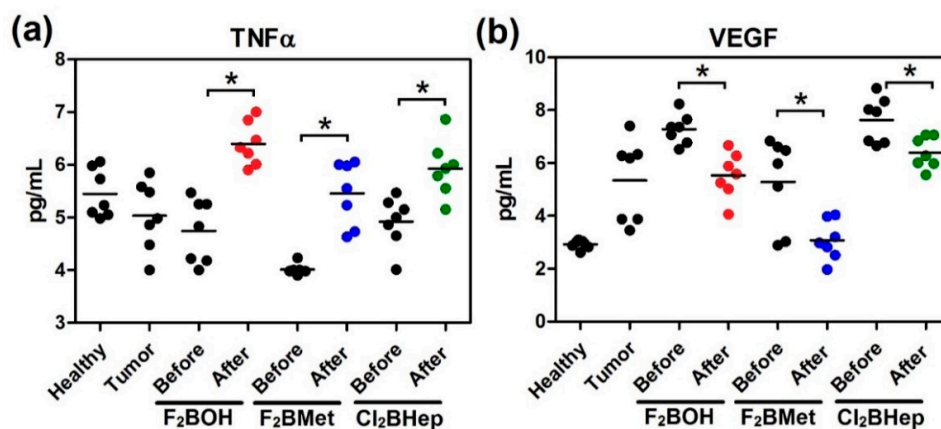 (a)
TNFα
pg/mL
8
7
6
5
4
3
*
*
*
Healthy
Tumor
Before
After
Before
After
Before
After
F₂BOH
F₂BMet
Cl₂BHep
(b)
VEGF
pg/mL
10
8
6
4
2
0
*
*
*
Healthy
Tumor
Before
After
Before
After
Before
After
F₂BOH
F₂BMet
Cl₂BHep